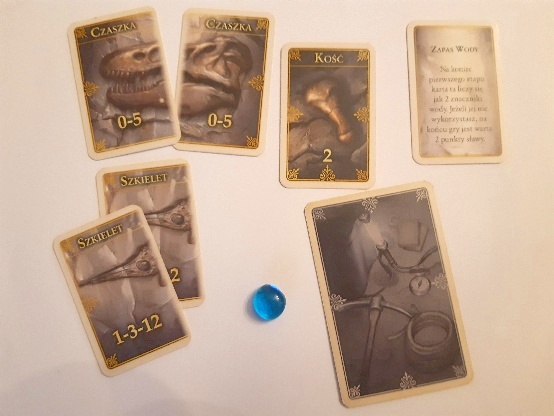 Czaszka
0-5
Czaszka
0-5
Kość
2
Zapas Wody
Na koniec
pierwszego etapu
karta ta liczy się
jak 2 znaczniki
wody. Jeżeli jej nie
wykorzystasz, na
końcu gry jest warta
2 punkty sławy.
Szkielet
2
Szkielet
1-3-12